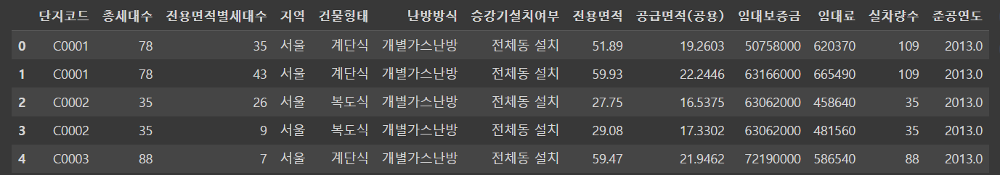 단지코드 총세대수 전용면적별세대수 지역 건물형태 난방방식 승강기설치여부 전용면적 공급면적(공용) 임대보증금 임대료 실차량수 준공연도
0 C0001 78 35 서울 계단식 개별가스난방 전체동 설치 51.89 19.2603 50758000 620370 109 2013.0
1 C0001 78 43 서울 계단식 개별가스난방 전체동 설치 59.93 22.2446 63166000 665490 109 2013.0
2 C0002 35 26 서울 복도식 개별가스난방 전체동 설치 27.75 16.5375 63062000 458640 35 2013.0
3 C0002 35 9 서울 복도식 개별가스난방 전체동 설치 29.08 17.3302 63062000 481560 35 2013.0
4 C0003 88 7 서울 계단식 개별가스난방 전체동 설치 59.47 21.9462 72190000 586540 88 2013.0